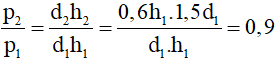 p₂/p₁ = d₂h₂/d₁h₁ = 0,6h₁.1,5d₁/d₁.h₁ = 0,9